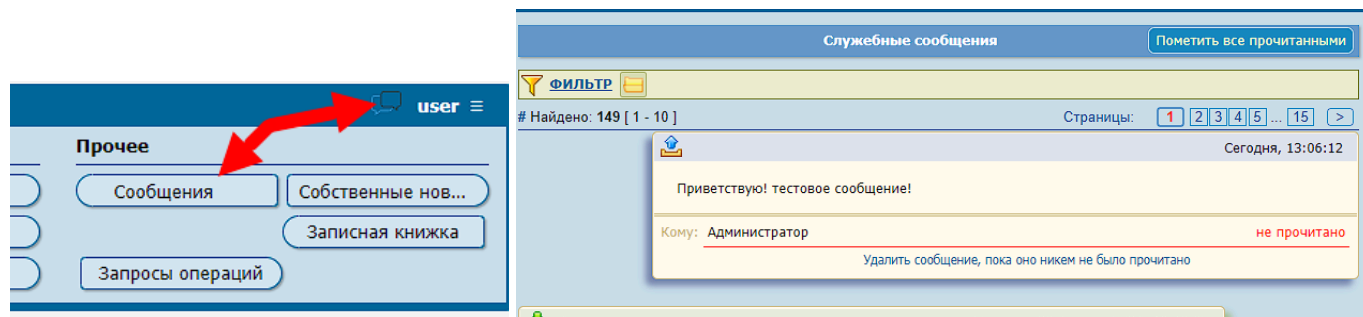 user ≡
Прочее
Сообщения
Собственные нов...
Записная книжка
Запросы операций
Служебные сообщения
Пометить все прочитанными
ФИЛЬТР
# Найдено: 149 [ 1 - 10 ]
Страницы: 1 2 3 4 5 ... 15 >
Сегодня, 13:06:12
Приветствую! тестовое сообщение!
Кому: Администратор
не прочитано
Удалить сообщение, пока оно никем не было прочитано